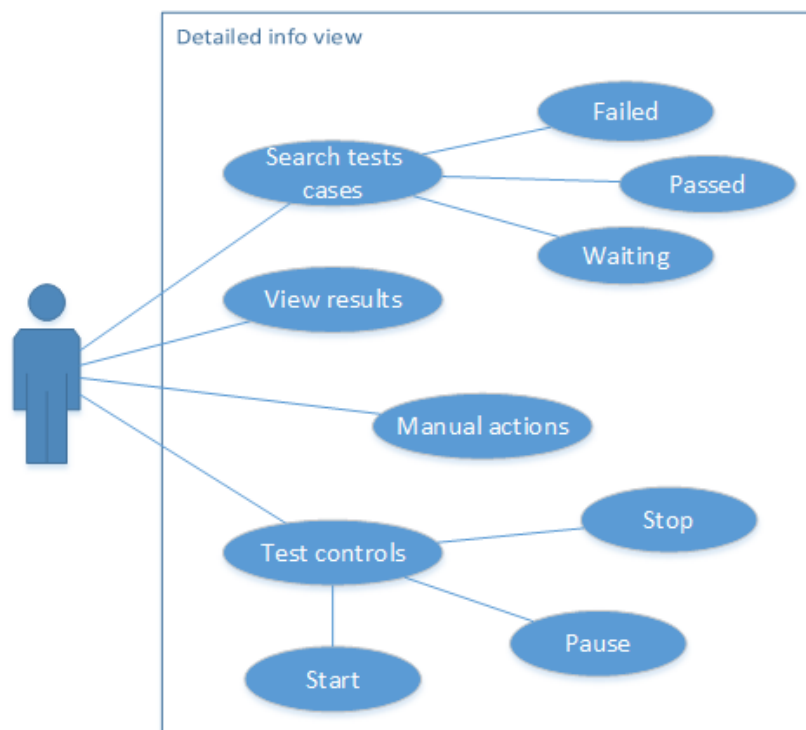 Detailed info view
Failed
Search tests
cases
Passed
Waiting
View results
Manual actions
Stop
Test controls
Pause
Start